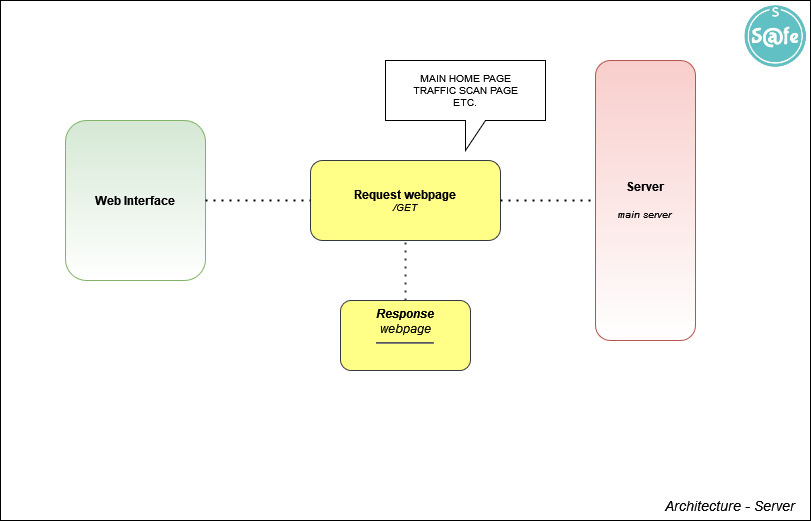 S
S@fe
MAIN HOME PAGE
TRAFFIC SCAN PAGE
ETC.
Web Interface
Request webpage
/GET
Server
main server
Response
webpage
Architecture - Server